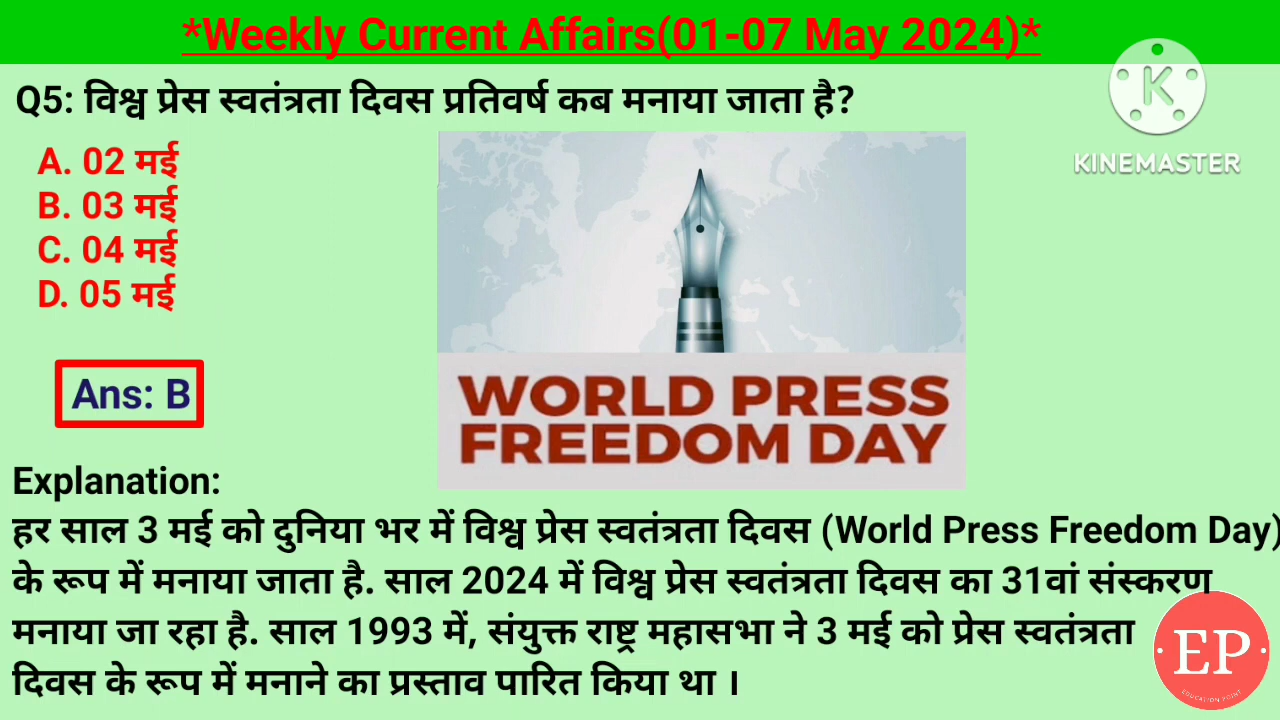 *Weekly Current Affairs(01-07 May 2024)*
Q5: विश्व प्रेस स्वतंत्रता दिवस प्रतिवर्ष कब मनाया जाता है?
A. 02 मई
B. 03 मई
C. 04 मई
D. 05 मई
K
KINEMASTER
WORLD PRESS
FREEDOM DAY
Ans: B
Explanation:
हर साल 3 मई को दुनिया भर में विश्व प्रेस स्वतंत्रता दिवस (World Press Freedom Day)
के रूप में मनाया जाता है. साल 2024 में विश्व प्रेस स्वतंत्रता दिवस का 31वां संस्करण
मनाया जा रहा है. साल 1993 में, संयुक्त राष्ट्र महासभा ने 3 मई को प्रेस स्वतंत्रता
दिवस के रूप में मनाने का प्रस्ताव पारित किया था ।
EP
EDUCATION POINT